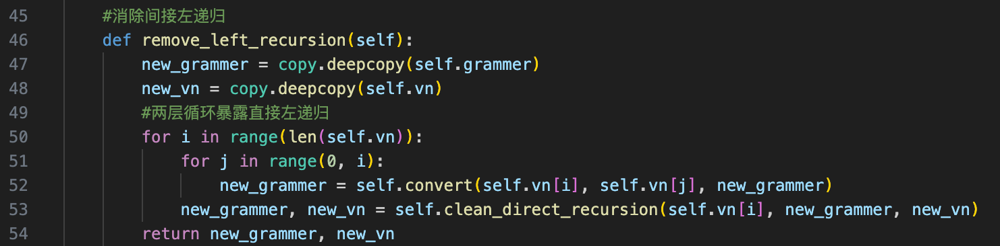 45 #消除间接左递归
46 def remove_left_recursion(self):
47 new_grammer = copy.deepcopy(self.grammer)
48 new_vn = copy.deepcopy(self.vn)
49 #两层循环暴露直接左递归
50 for i in range(len(self.vn)):
51 for j in range(0, i):
52 new_grammer = self.convert(self.vn[i], self.vn[j], new_grammer)
53 new_grammer, new_vn = self.clean_direct_recursion(self.vn[i], new_grammer, new_vn)
54 return new_grammer, new_vn